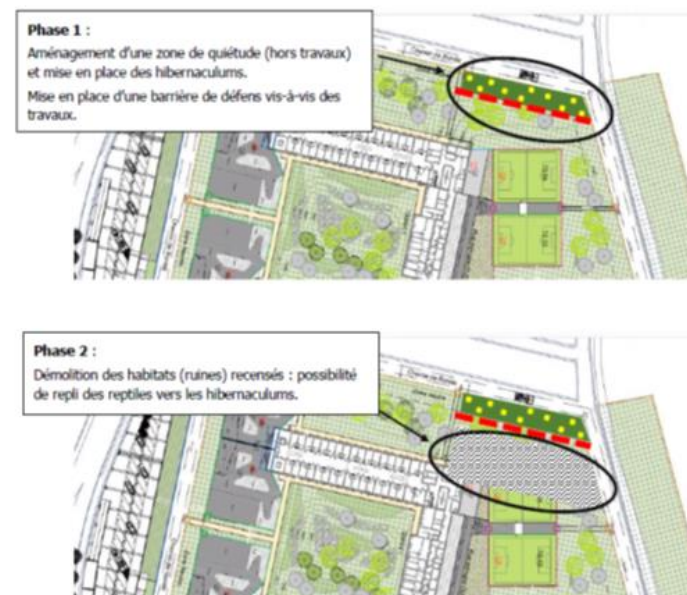 Phase 1 :
Aménagement d'une zone de quiétude (hors travaux)
et mise en place des hibernaculums.
Mise en place d'une barrière de défens vis-à-vis des
travaux.
Phase 2 :
Démolition des habitats (ruines) recensés : possibilité
de repli des reptiles vers les hibernaculums.